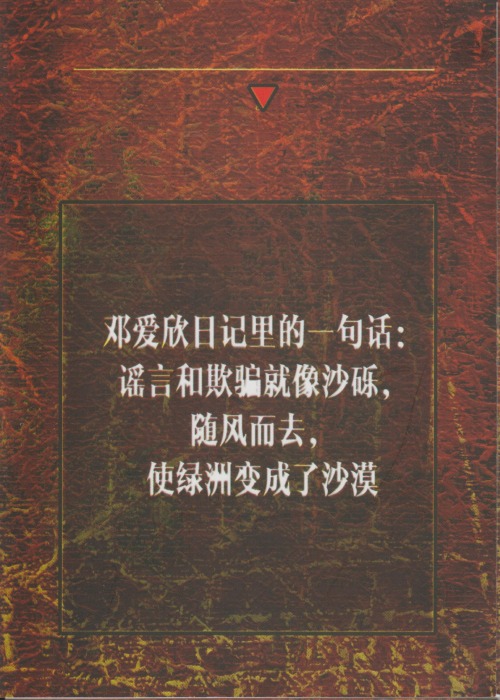 邓爱欣日记里的一句话：
谣言和欺骗就像沙砾，
随风而去，
使绿洲变成了沙漠